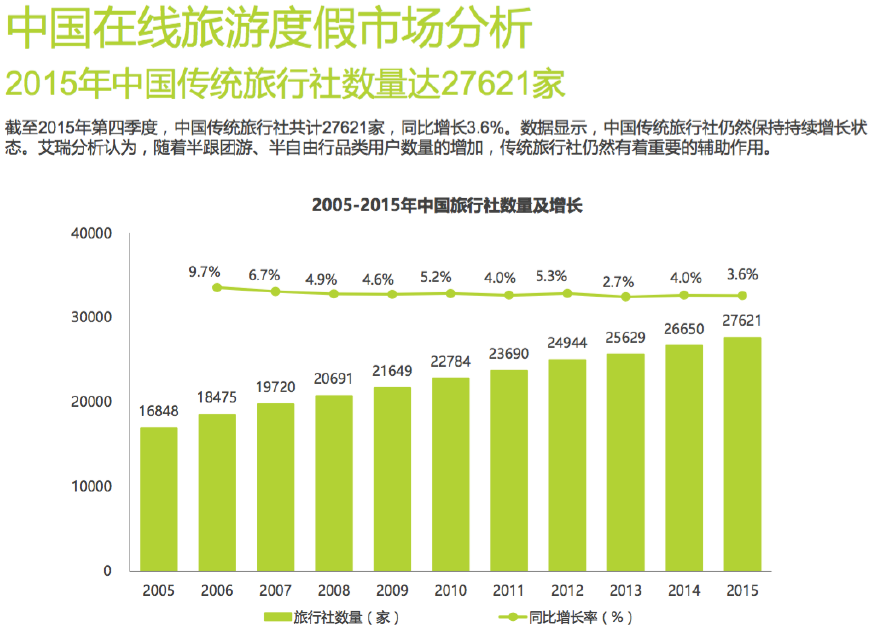 中国在线旅游度假市场分析
2015年中国传统旅行社数量达27621家
截至2015年第四季度，中国传统旅行社共计27621家，同比增长3.6%。数据显示，中国传统旅行社仍然保持持续增长状
态。艾瑞分析认为，随着半跟团游、半自由行品类用户数量的增加，传统旅行社仍然有着重要的辅助作用。
2005-2015年中国旅行社数量及增长
40000
30000
20000
10000
0
9.7% 6.7% 4.9% 4.6% 5.2% 4.0% 5.3% 2.7% 4.0% 3.6%
16848 18475 19720 20691 21649 22784 23690 24944 25629 26650 27621
2005 2006 2007 2008 2009 2010 2011 2012 2013 2014 2015
旅行社数量（家） 同比增长率（%）